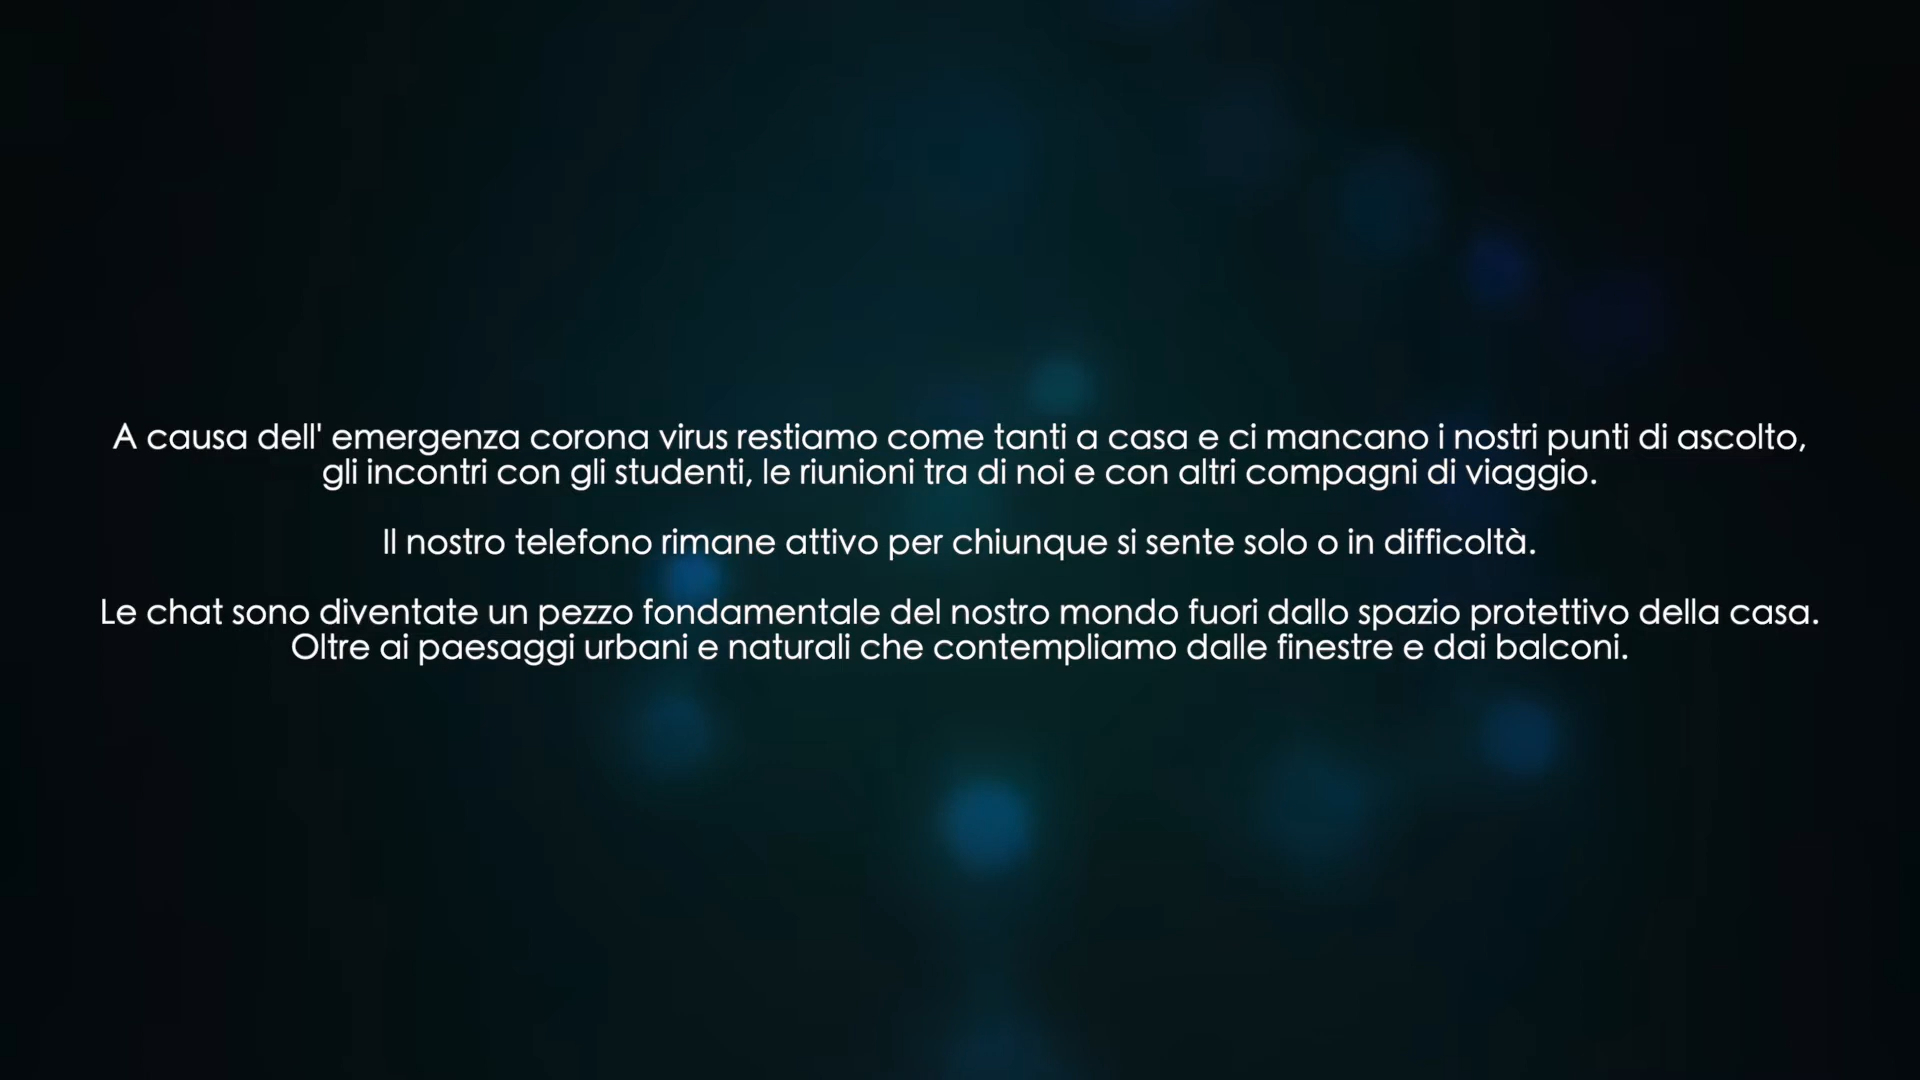 A causa dell' emergenza corona virus restiamo come tanti a casa e ci mancano i nostri punti di ascolto,
gli incontri con gli studenti, le riunioni tra di noi e con altri compagni di viaggio.
Il nostro telefono rimane attivo per chiunque si sente solo o in difficoltà.
Le chat sono diventate un pezzo fondamentale del nostro mondo fuori dallo spazio protettivo della casa.
Oltre ai paesaggi urbani e naturali che contempliamo dalle finestre e dai balconi.